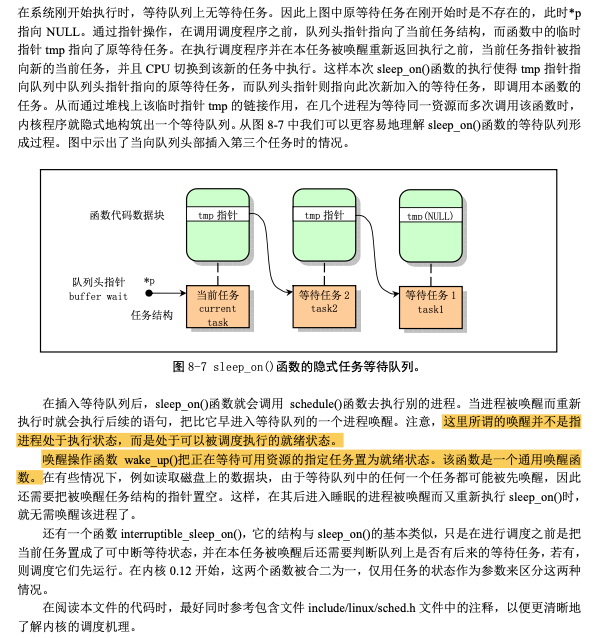 在系统刚开始执行时，等待队列上无等待任务。因此上图中原等待任务在刚开始时是不存在的，此时*p
指向 NULL。通过指针操作，在调用调度程序之前，队列头指针指向了当前任务结构，而函数中的临时
指针 tmp 指向了原等待任务。在执行调度程序并在本任务被唤醒重新返回执行之前，当前任务指针被指
向新的当前任务，并且 CPU 切换到该新的任务中执行。这样本次 sleep_on()函数的执行使得 tmp 指针指
向队列中队列头指针指向的原等待任务，而队列头指针则指向此次新加入的等待任务，即调用本函数的
任务。从而通过堆栈上该临时指针 tmp 的链接作用，在几个进程为等待同一资源而多次调用该函数时，
内核程序就隐式地构筑出一个等待队列。从图 8-7 中我们可以更容易地理解 sleep_on()函数的等待队列形
成过程。图中示出了当向队列头部插入第三个任务时的情况。
函数代码数据块
tmp 指针
tmp 指针
tmp(NULL)
队列头指针
buffer wait
*p
任务结构
当前任务
current
task
等待任务 2
task2
等待任务 1
task1
图 8-7 sleep_on()函数的隐式任务等待队列。
在插入等待队列后，sleep_on()函数就会调用 schedule()函数去执行别的进程。当进程被唤醒而重新
执行时就会执行后续的语句，把比它早进入等待队列的一个进程唤醒。注意，这里所谓的唤醒并不是指
进程处于执行状态，而是处于可以被调度执行的就绪状态。
唤醒操作函数 wake_up()把正在等待可用资源的指定任务置为就绪状态。该函数是一个通用唤醒函
数。在有些情况下，例如读取磁盘上的数据块，由于等待队列中的任何一个任务都可能被先唤醒，因此
还需要把被唤醒任务结构的指针置空。这样，在其后进入睡眠的进程被唤醒而又重新执行 sleep_on()时，
就无需唤醒该进程了。
还有一个函数 interruptible_sleep_on()，它的结构与 sleep_on()的基本类似，只是在进行调度之前是把
当前任务置成了可中断等待状态，并在本任务被唤醒后还需要判断队列上是否有后来的等待任务，若有，
则调度它们先运行。在内核 0.12 开始，这两个函数被合二为一，仅用任务的状态作为参数来区分这两种
情况。
在阅读本文件的代码时，最好同时参考包含文件 include/linux/sched.h 文件中的注释，以便更清晰地
了解内核的调度机理。